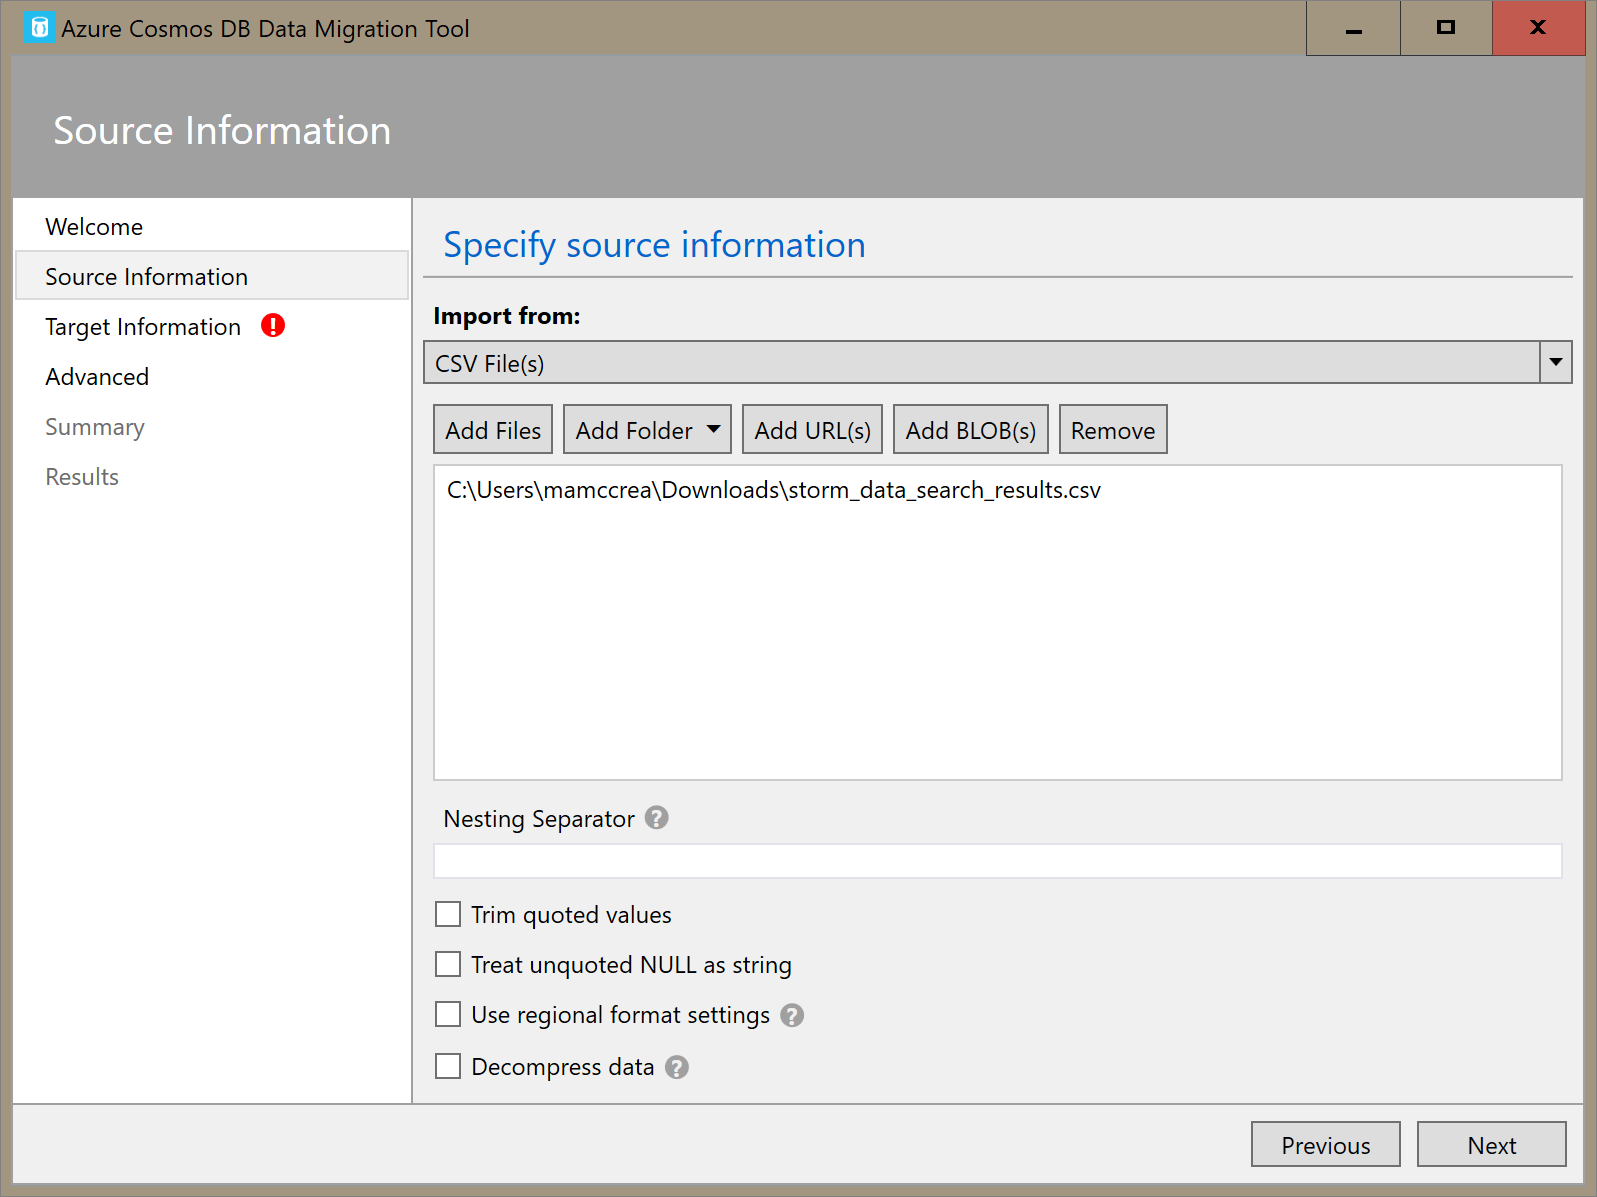 Azure Cosmos DB Data Migration Tool
Source Information
Welcome
Source Information
Target Information
Advanced
Summary
Results
Specify source information
Import from:
CSV File(s)
Add Files Add Folder Add URL(s) Add BLOB(s) Remove
C:\Users\mamccrea\Downloads\storm_data_search_results.csv
Nesting Separator ?
Trim quoted values
Treat unquoted NULL as string
Use regional format settings ?
Decompress data ?
Previous Next